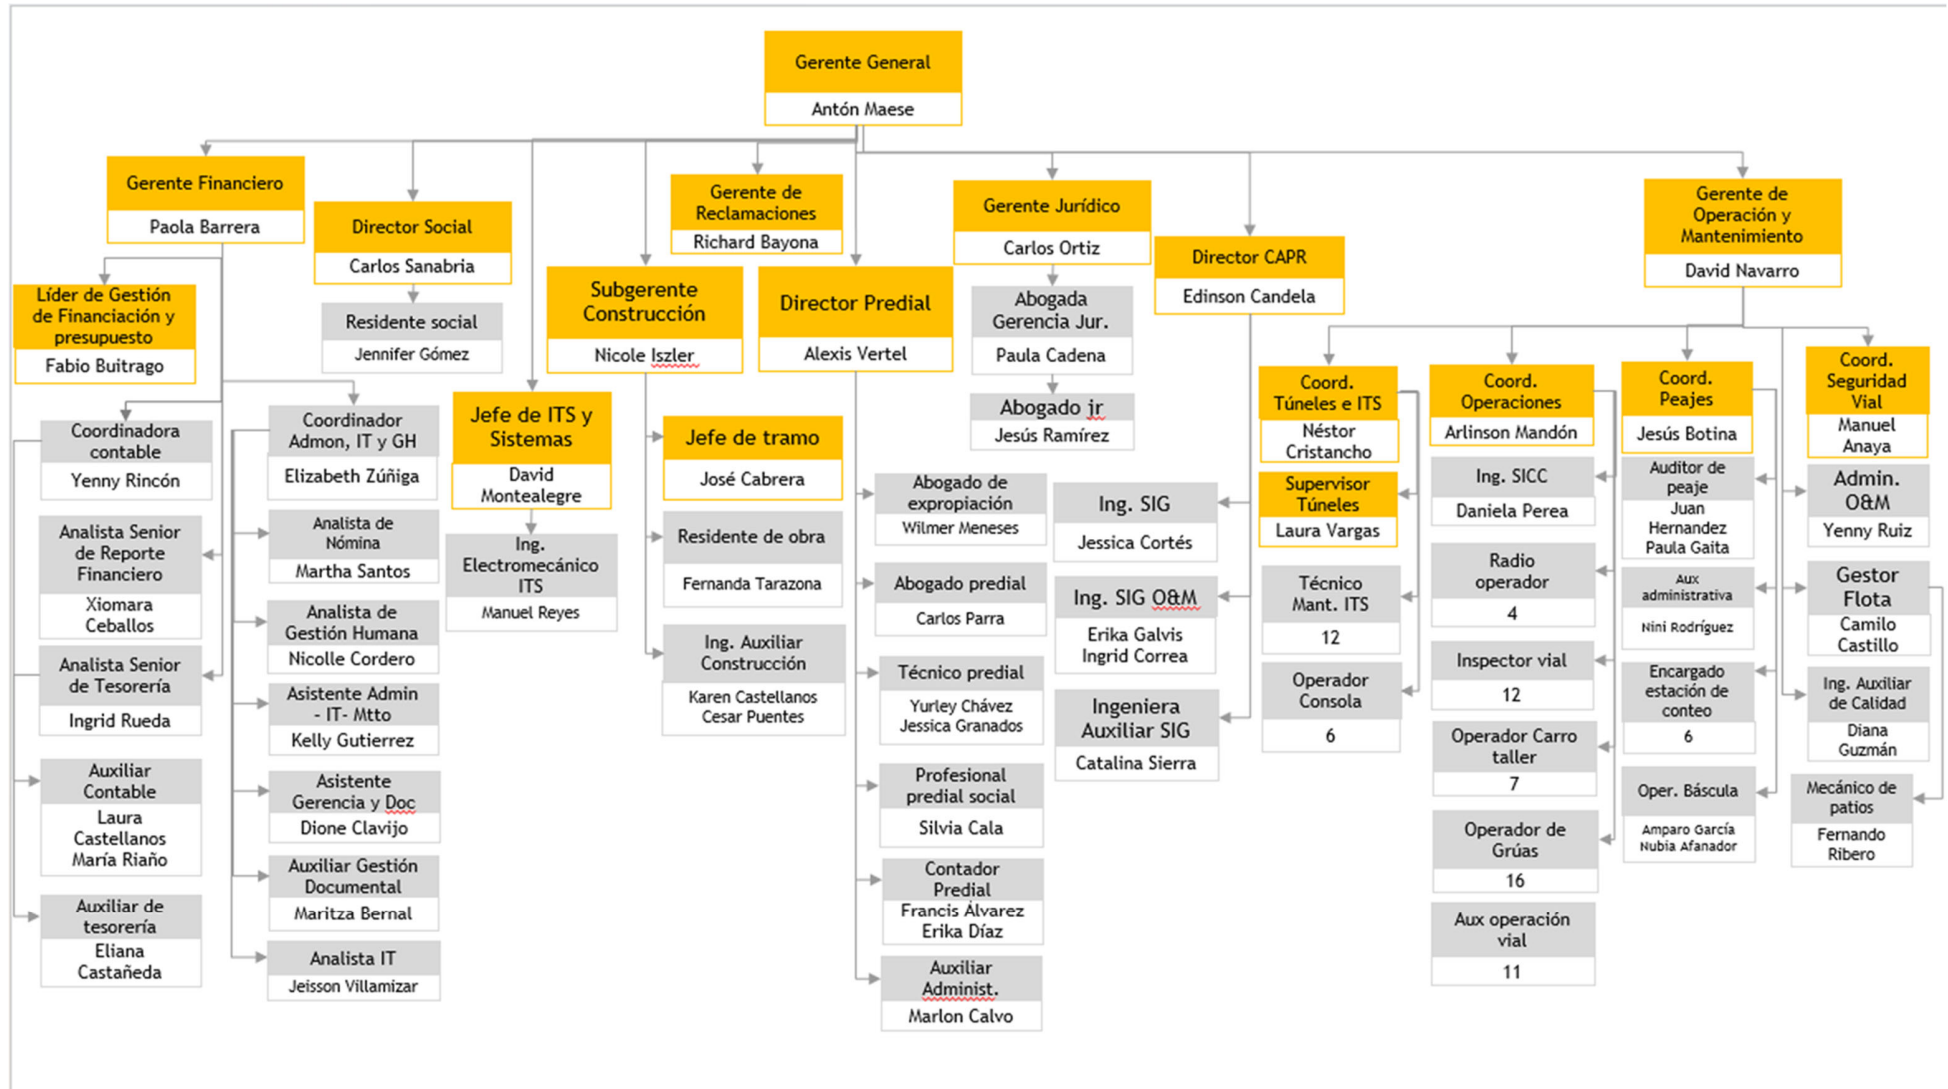 Gerente General
Antón Maese
Gerente Financiero
Paola Barrera
Líder de Gestión
de Financiación y
presupuesto
Fabio Buitrago
Coordinadora
contable
Yenny Rincón
Analista Senior
de Reporte
Financiero
Xiomara
Ceballos
Analista Senior
de Tesorería
Ingrid Rueda
Auxiliar
Contable
Laura
Castellanos
María Riaño
Auxiliar de
tesorería
Eliana
Castañeda
Coordinador
Admon, IT y GH
Elizabeth Zúñiga
Analista de
Nómina
Martha Santos
Analista de
Gestión Humana
Nicolle Cordero
Asistente Admin
- IT- Mtto
Kelly Gutierrez
Asistente
Gerencia y Doc
Dione Clavijo
Auxiliar Gestión
Documental
Maritza Bernal
Analista IT
Jeisson Villamizar
Director Social
Carlos Sanabria
Residente social
Jennifer Gómez
Jefe de ITS y
Sistemas
David
Montealegre
Ing.
Electromecánico
ITS
Manuel Reyes
Subgerente
Construcción
Nicole Iszler
Jefe de tramo
José Cabrera
Residente de obra
Fernanda Tarazona
Ing. Auxiliar
Construcción
Karen Castellanos
Cesar Puentes
Gerente de
Reclamaciones
Richard Bayona
Director Predial
Alexis Vertel
Abogado de
expropiación
Wilmer Meneses
Abogado predial
Carlos Parra
Técnico predial
Yurley Chávez
Jessica Granados
Profesional
predial social
Silvia Cala
Contador
Predial
Francis Álvarez
Erika Díaz
Auxiliar
Administ.
Marlon Calvo
Gerente Jurídico
Carlos Ortiz
Abogada
Gerencia Jur.
Paula Cadena
Abogado jr
Jesús Ramírez
Director CAPR
Edinson Candela
Ing. SIG
Jessica Cortés
Ing. SIG O&M
Erika Galvis
Ingrid Correa
Ingeniera
Auxiliar SIG
Catalina Sierra
Gerente de
Operación y
Mantenimiento
David Navarro
Coord.
Túneles e ITS
Néstor
Cristancho
Supervisor
Túneles
Laura Vargas
Técnico
Mant. ITS
12
Operador
Consola
6
Coord.
Operaciones
Arlinson Mandón
Ing. SICC
Daniela Perea
Radio
operador
4
Inspector vial
12
Operador Carro
taller
7
Operador de
Grúas
16
Aux operación
vial
11
Coord.
Peajes
Jesús Botina
Auditor de
peaje
Juan
Hernandez
Paula Gaita
Aux
administrativa
Nini Rodríguez
Encargado
estación de
conteo
6
Oper. Báscula
Amparo García
Nubia Afanador
Coord.
Seguridad
Vial
Manuel
Anaya
Admin.
O&M
Yenny Ruiz
Gestor
Flota
Camilo
Castillo
Ing. Auxiliar
de Calidad
Diana
Guzmán
Mecánico de
patios
Fernando
Ribero